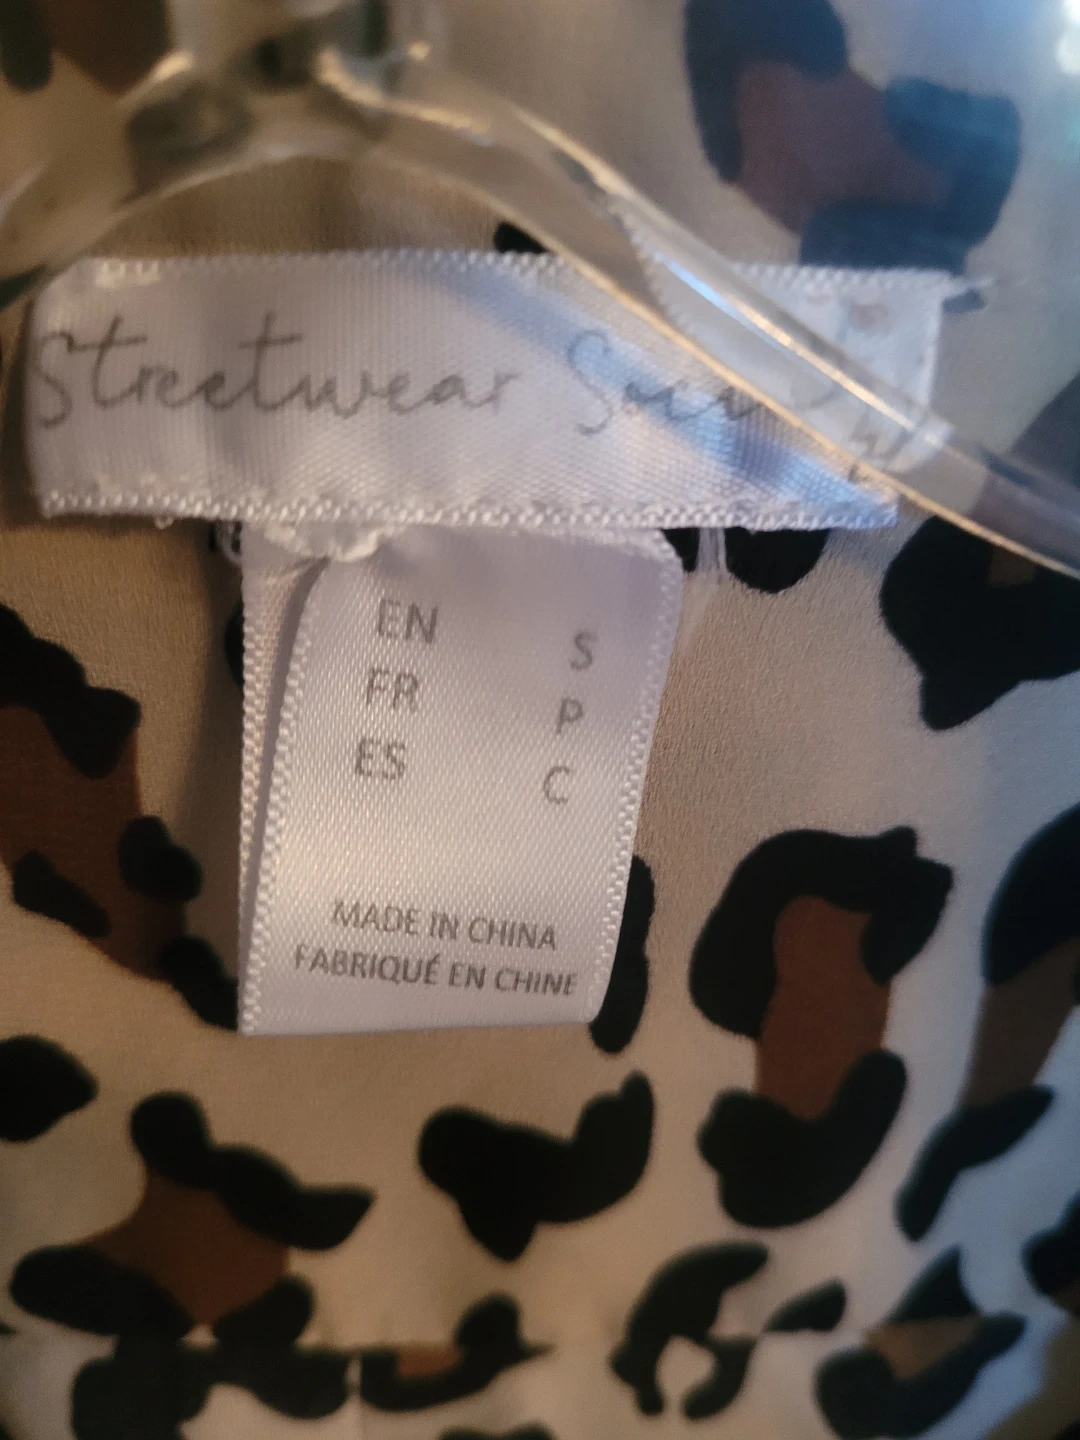 Streetwear
EN S
FR P
ES C
MADE IN CHINA
FABRIQUÉ EN CHINE